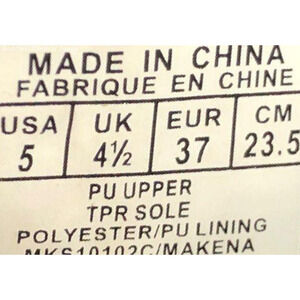 MADE IN CHINA
FABRIQUE EN CHINE
USA UK EUR CM
5 4½ 37 23.5
PU UPPER
TPR SOLE
POLYESTER/PU LINING
MKS10102C/MAKENA